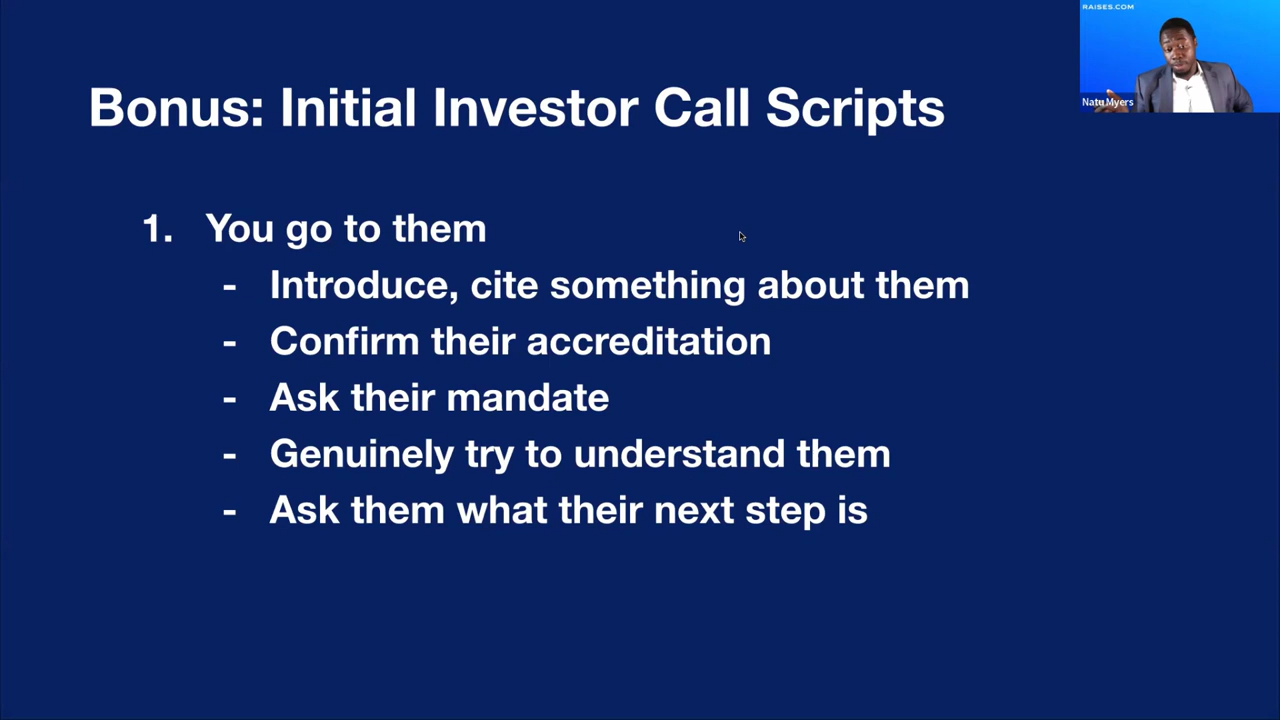 RAISES.COM
Natu Myers
Bonus: Initial Investor Call Scripts
1. You go to them
- Introduce, cite something about them
- Confirm their accreditation
- Ask their mandate
- Genuinely try to understand them
- Ask them what their next step is